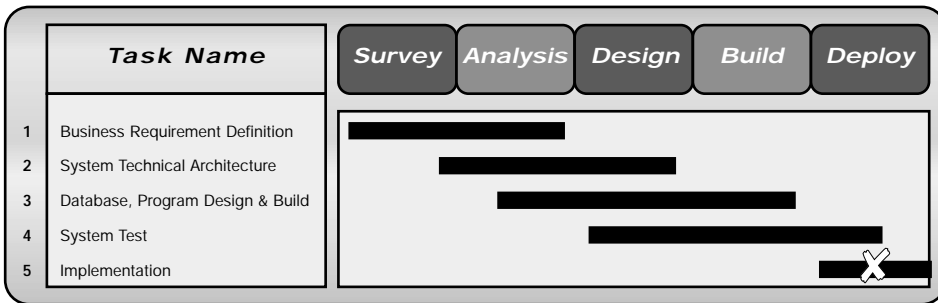 Task Name
Survey Analysis Design Build Deploy
1 Business Requirement Definition
2 System Technical Architecture
3 Database, Program Design & Build
4 System Test
5 Implementation